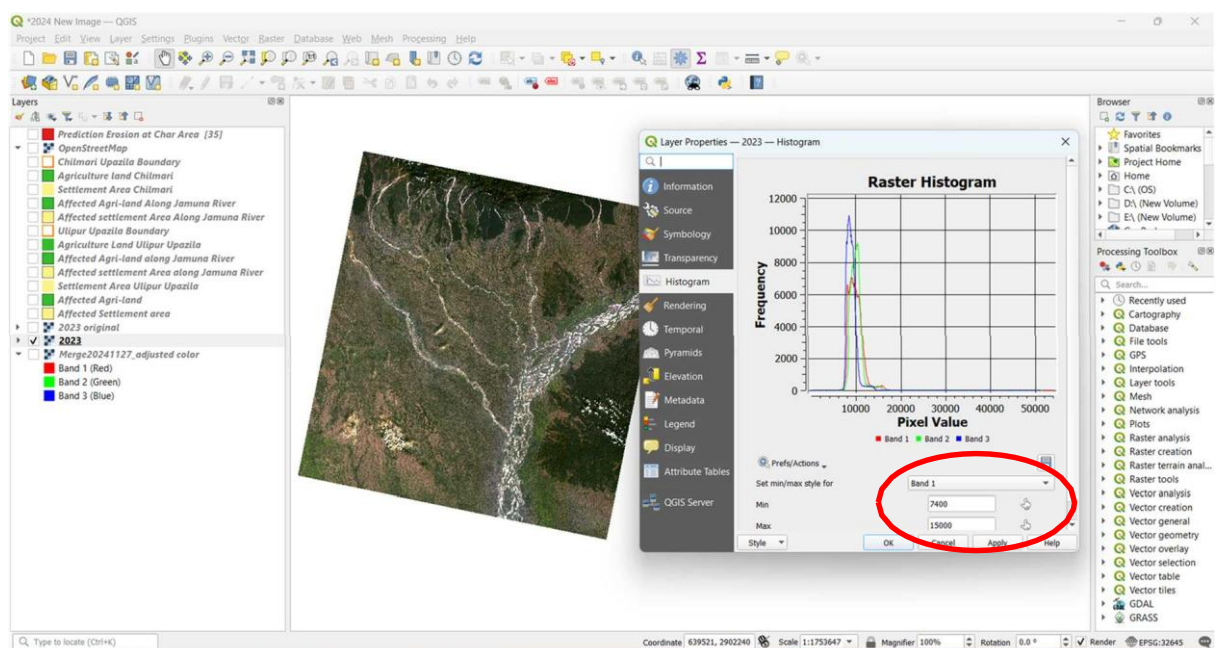 *2024 New Image — QGIS
Project Edit View Layer Settings Plugins Vector Raster Database Web Mesh Processing Help
Layers
Prediction Erosion at Char Area [35]
OpenStreetMap
Chilmari Upazila Boundary
Agriculture land Chilmari
Settlement Area Chilmari
Affected Agri-land Along Jamuna River
Affected settlement Area Along Jamuna River
Ulipur Upazila Boundary
Agriculture Land Ulipur Upazila
Affected Agri-land along Jamuna River
Affected settlement Area along Jamuna River
Settlement Area Ulipur Upazila
Affected Agri-land
Affected Settlement area
2023 original
2023
Merge20241127_adjusted color
Band 1 (Red)
Band 2 (Green)
Band 3 (Blue)
Layer Properties — 2023 — Histogram
Information
Source
Symbology
Transparency
Histogram
Rendering
Temporal
Pyramids
Elevation
Metadata
Legend
Display
Attribute Tables
QGIS Server
Raster Histogram
Frequency
12000
10000
8000
6000
4000
2000
0
10000 20000 30000 40000 50000
Pixel Value
Band 1 Band 2 Band 3
Prefs/Actions
Set min/max style for Band 1
Min 7400
Max 15000
Style OK Cancel Apply Help
Browser
Favorites
Spatial Bookmarks
Project Home
Home
C:\ (OS)
D:\ (New Volume)
E:\ (New Volume)
Processing Toolbox
Search...
Recently used
Cartography
Database
File tools
GPS
Interpolation
Layer tools
Mesh
Network analysis
Plots
Raster analysis
Raster creation
Raster terrain anal...
Raster tools
Vector analysis
Vector creation
Vector general
Vector geometry
Vector overlay
Vector selection
Vector table
Vector tiles
GDAL
GRASS
Type to locate (Ctrl+K) Coordinate 639521, 2902240 Scale 1:1753647 Magnifier 100% Rotation 0.0 ° Render EPSG:32645